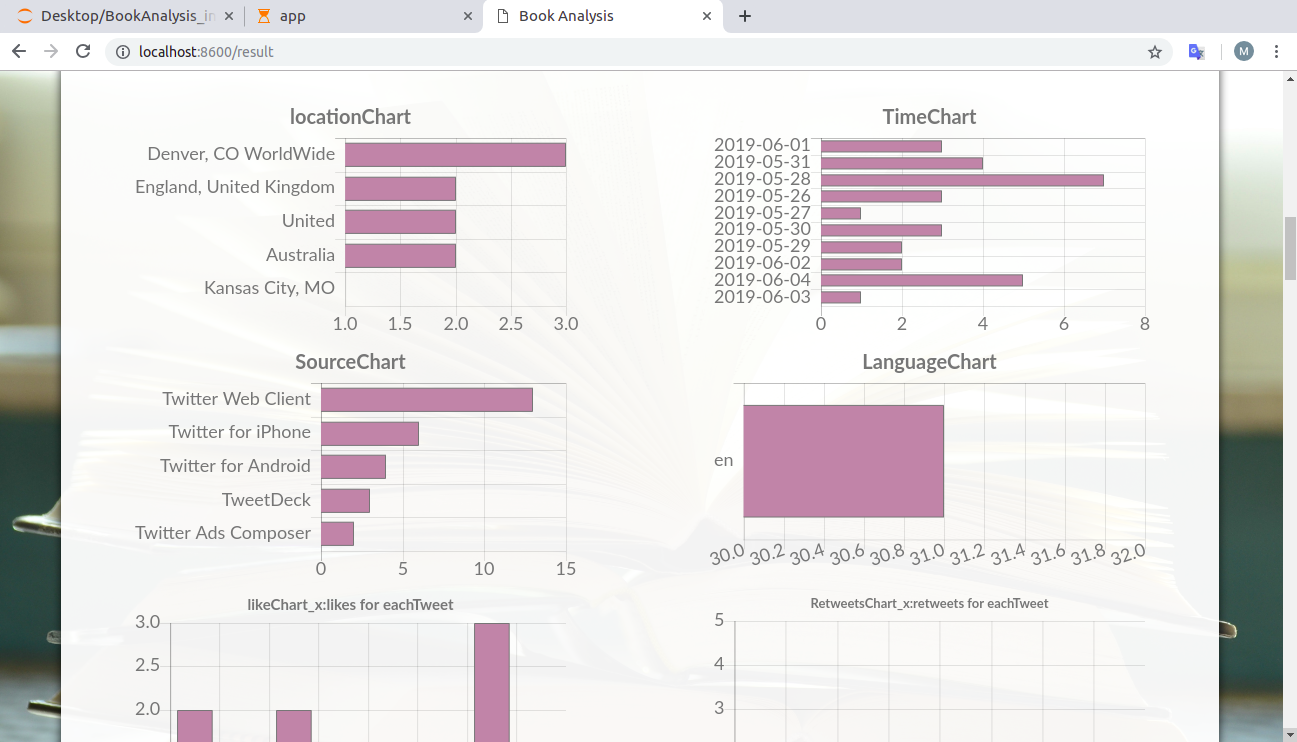 Desktop/BookAnalysis_in
app
Book Analysis
localhost:8600/result
M
locationChart
Denver, CO WorldWide
England, United Kingdom
United
Australia
Kansas City, MO
1.0 1.5 2.0 2.5 3.0
TimeChart
2019-06-01
2019-05-31
2019-05-28
2019-05-26
2019-05-27
2019-05-30
2019-05-29
2019-06-02
2019-06-04
2019-06-03
0 2 4 6 8
SourceChart
Twitter Web Client
Twitter for iPhone
Twitter for Android
TweetDeck
Twitter Ads Composer
0 5 10 15
LanguageChart
en
30.0 30.2 30.4 30.6 30.8 31.0 31.2 31.4 31.6 31.8 32.0
likeChart_x:likes for eachTweet
3.0
2.5
2.0
RetweetsChart_x:retweets for eachTweet
5
4
3